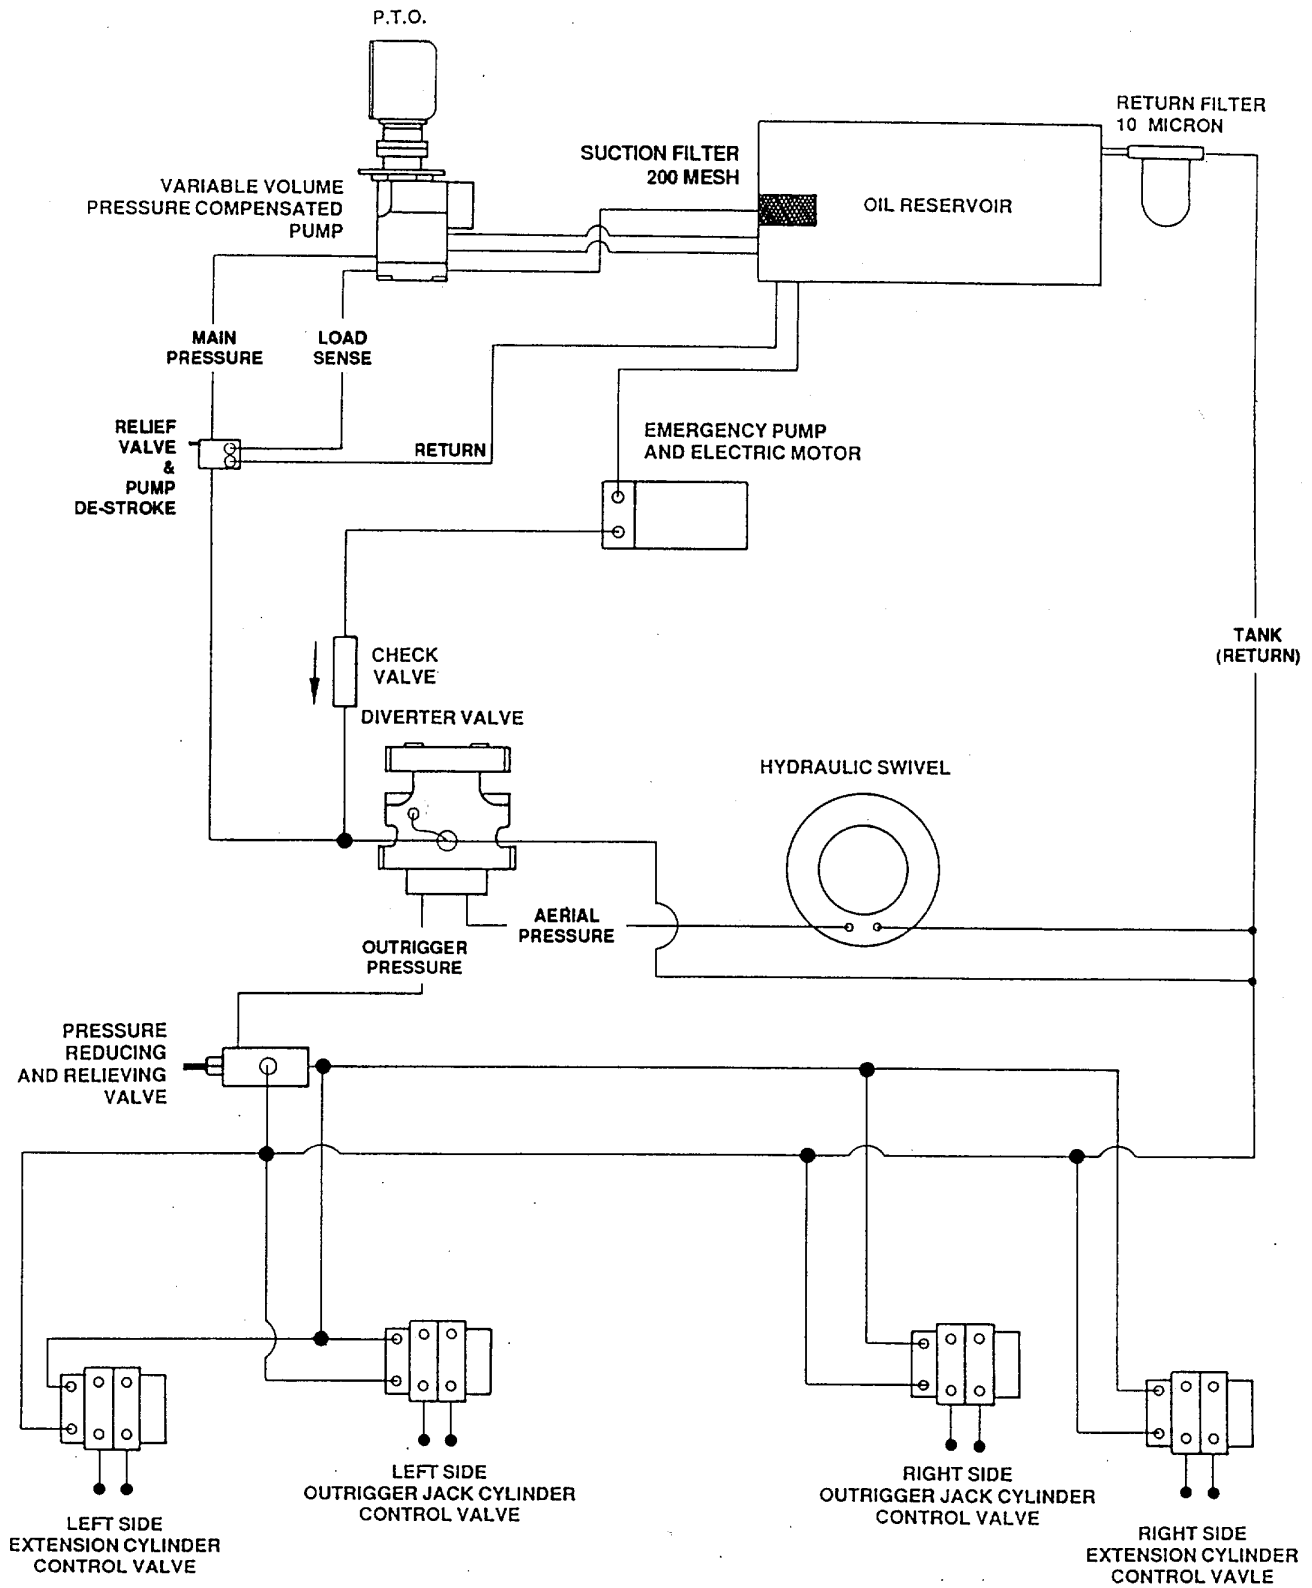 P.T.O.
RETURN FILTER
10 MICRON
SUCTION FILTER
200 MESH
VARIABLE VOLUME
PRESSURE COMPENSATED
PUMP
OIL RESERVOIR
MAIN
PRESSURE
LOAD
SENSE
RELIEF
VALVE
&
PUMP
DE-STROKE
RETURN
EMERGENCY PUMP
AND ELECTRIC MOTOR
TANK
(RETURN)
CHECK
VALVE
DIVERTER VALVE
HYDRAULIC SWIVEL
AERIAL
PRESSURE
OUTRIGGER
PRESSURE
PRESSURE
REDUCING
AND RELIEVING
VALVE
LEFT SIDE
EXTENSION CYLINDER
CONTROL VALVE
LEFT SIDE
OUTRIGGER JACK CYLINDER
CONTROL VALVE
RIGHT SIDE
OUTRIGGER JACK CYLINDER
CONTROL VALVE
RIGHT SIDE
EXTENSION CYLINDER
CONTROL VAVLE